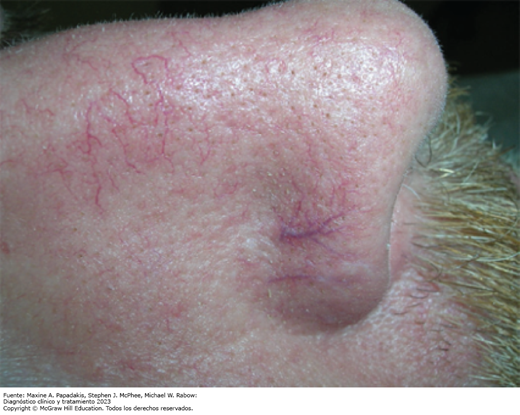 Fuente: Maxine A. Papadakis, Stephen J. McPhee, Michael W. Rabow:
Diagnóstico clínico y tratamiento 2023
Copyright © McGraw Hill Education. Todos los derechos reservados.